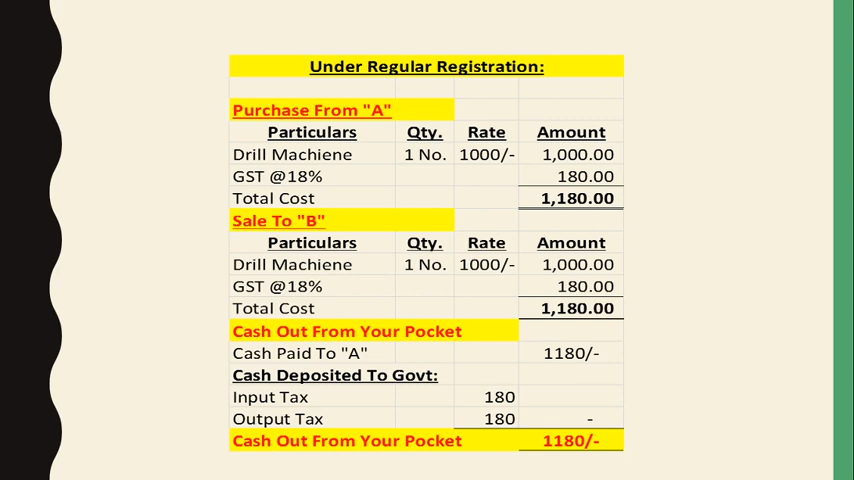 Under Regular Registration:
Purchase From "A"
Particulars Qty. Rate Amount
Drill Machiene 1 No. 1000/- 1,000.00
GST @18% 180.00
Total Cost 1,180.00
Sale To "B"
Particulars Qty. Rate Amount
Drill Machiene 1 No. 1000/- 1,000.00
GST @18% 180.00
Total Cost 1,180.00
Cash Out From Your Pocket
Cash Paid To "A" 1180/-
Cash Deposited To Govt:
Input Tax 180
Output Tax 180 -
Cash Out From Your Pocket 1180/-